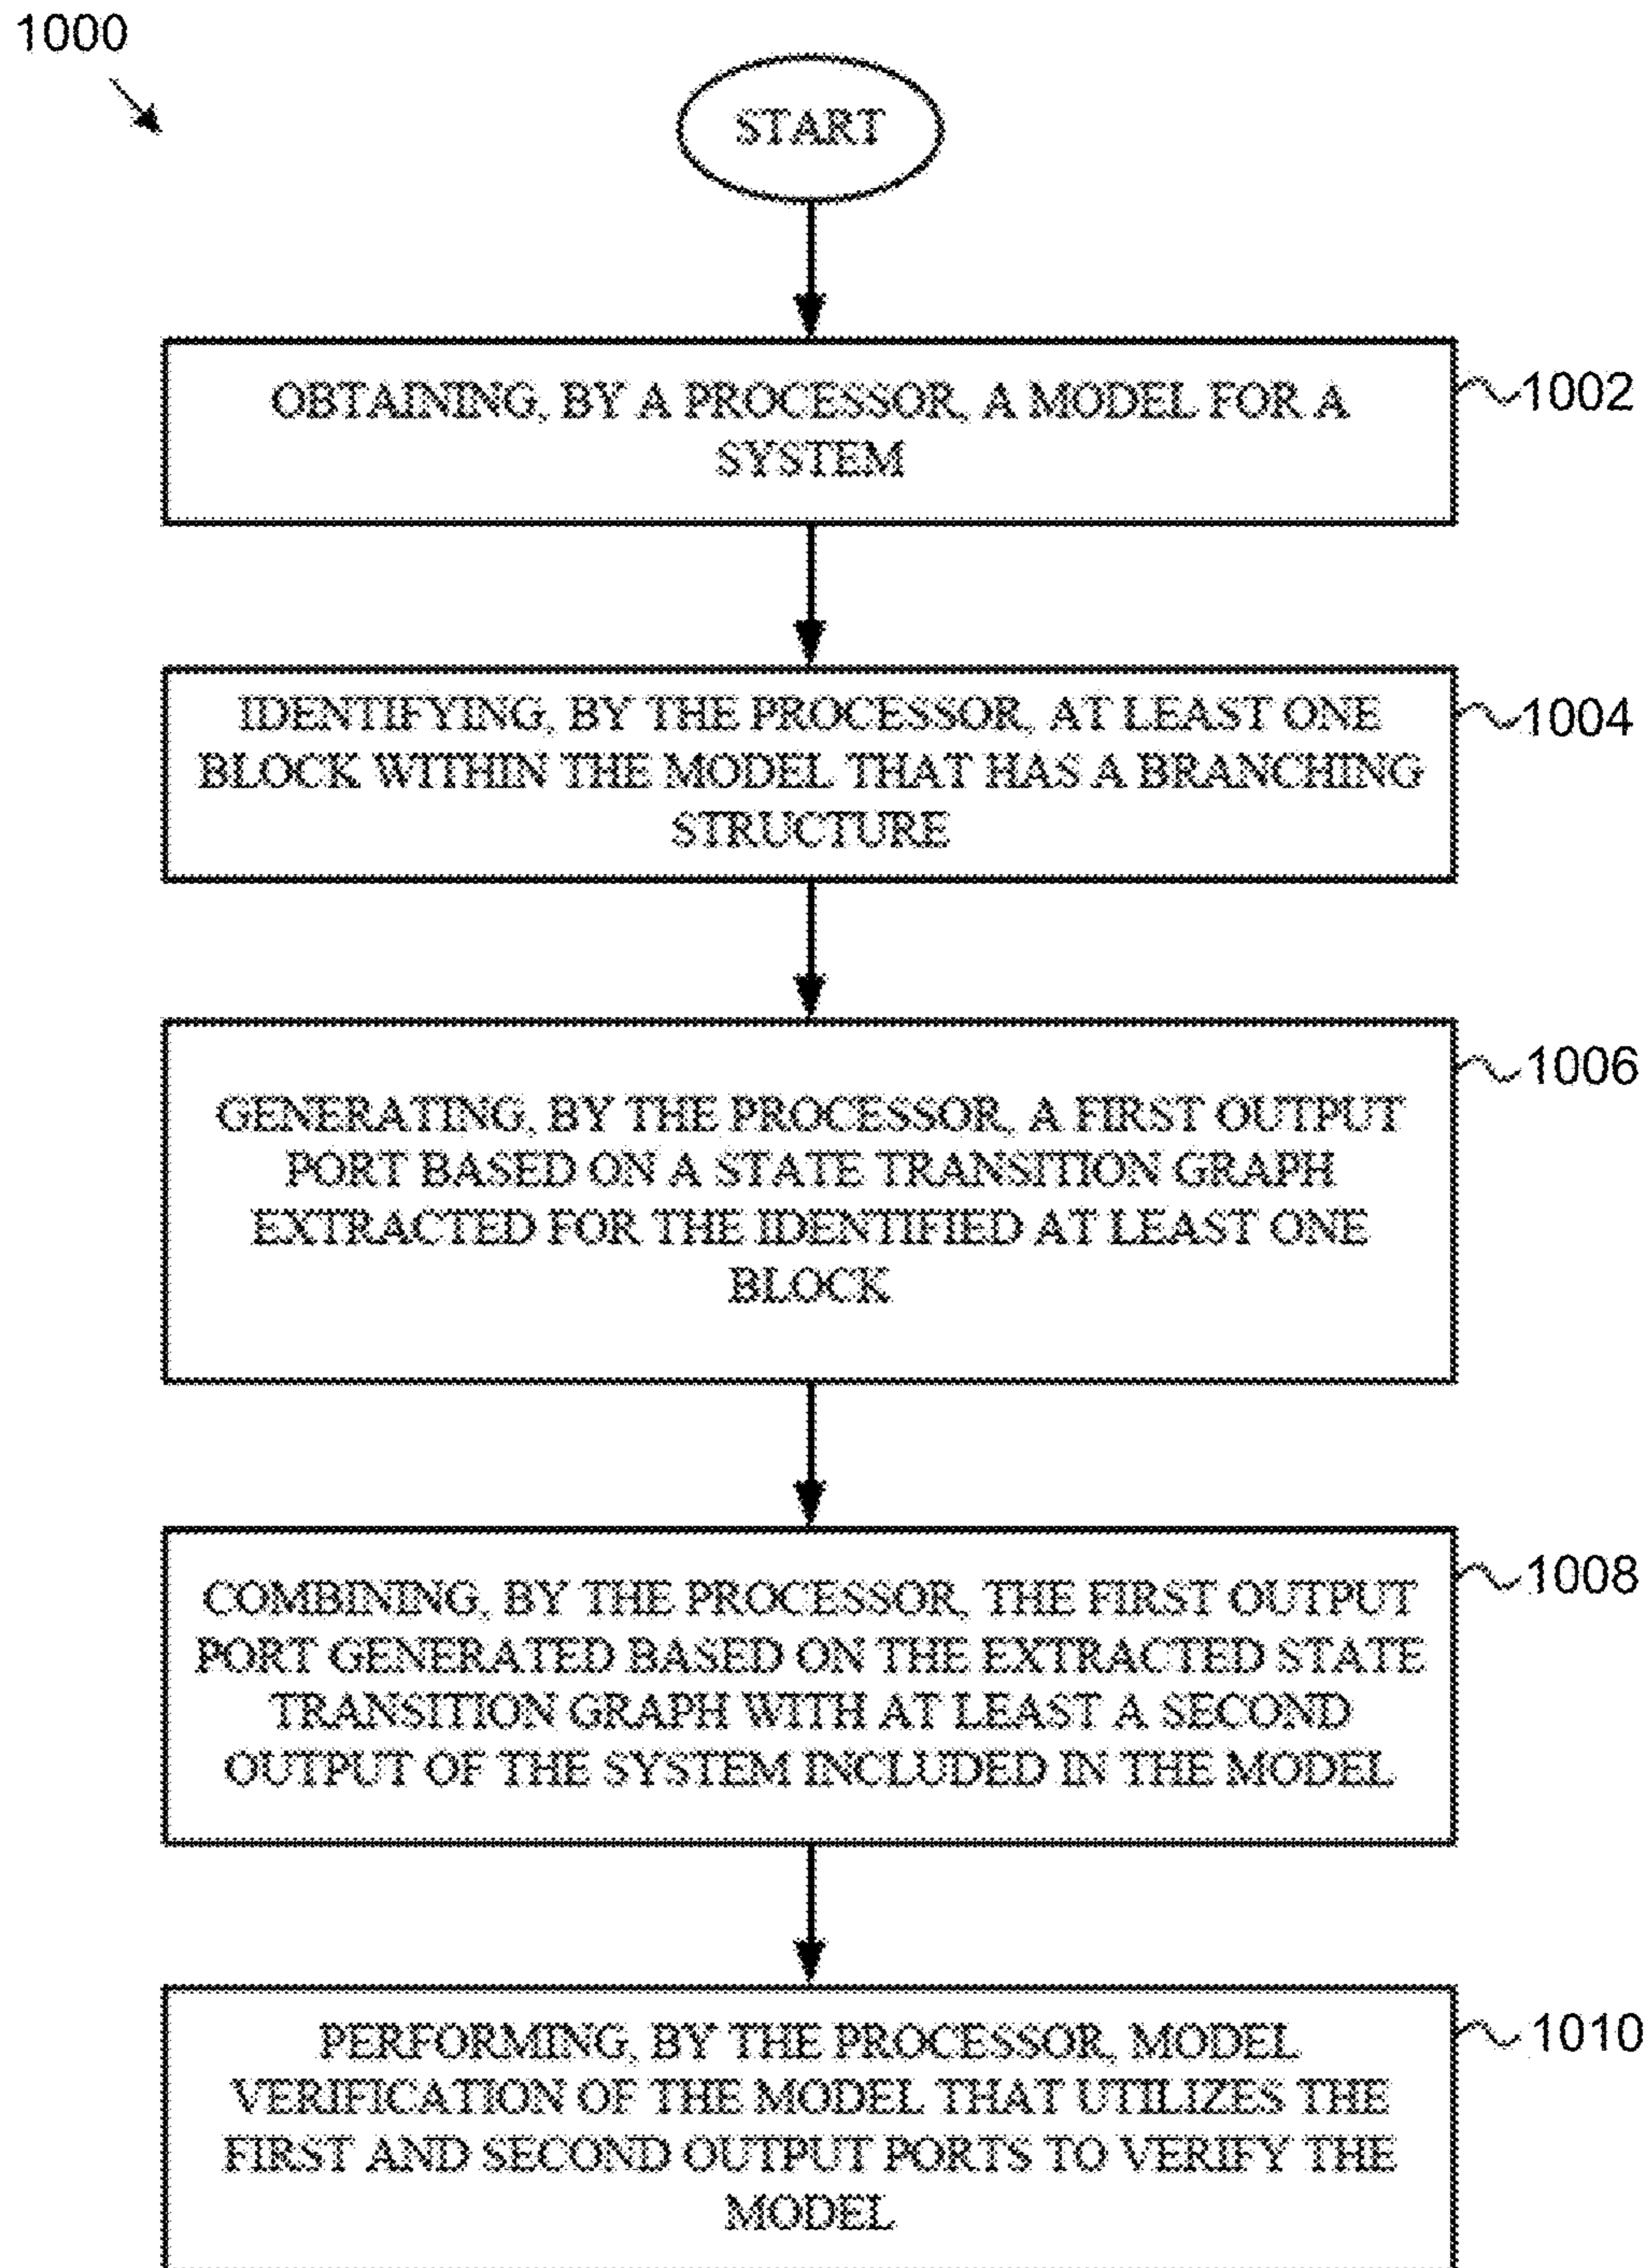 1000
START
OBTAINING, BY A PROCESSOR, A MODEL FOR A
SYSTEM
1002
IDENTIFYING, BY THE PROCESSOR, AT LEAST ONE
BLOCK WITHIN THE MODEL THAT HAS A BRANCHING
STRUCTURE
1004
GENERATING, BY THE PROCESSOR, A FIRST OUTPUT
PORT BASED ON A STATE TRANSITION GRAPH
EXTRACTED FOR THE IDENTIFIED AT LEAST ONE
BLOCK
1006
COMBINING, BY THE PROCESSOR, THE FIRST OUTPUT
PORT GENERATED BASED ON THE EXTRACTED STATE
TRANSITION GRAPH WITH AT LEAST A SECOND
OUTPUT OF THE SYSTEM INCLUDED IN THE MODEL
1008
PERFORMING, BY THE PROCESSOR, MODEL
VERIFICATION OF THE MODEL THAT UTILIZES THE
FIRST AND SECOND OUTPUT PORTS TO VERIFY THE
MODEL
1010